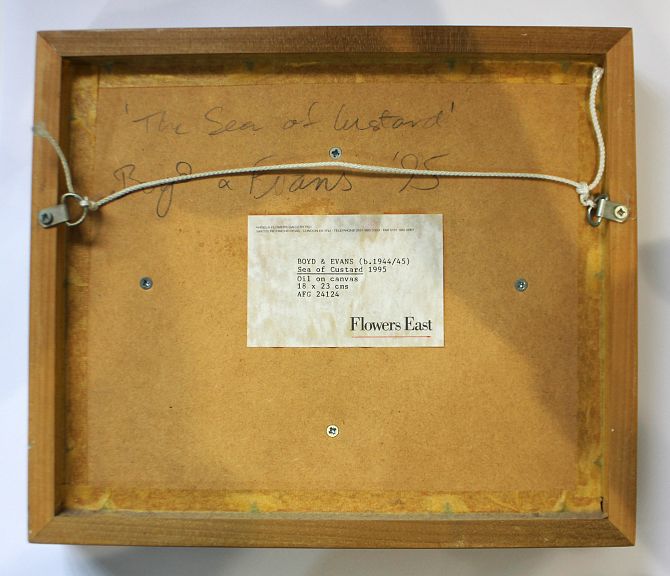 'The Sea of Custard'
Boyd & Evans '95
BOYD & EVANS (b.1944/45)
Sea of Custard 1995
Oil on canvas
18 x 23 cms
AFG 24124
Flowers East